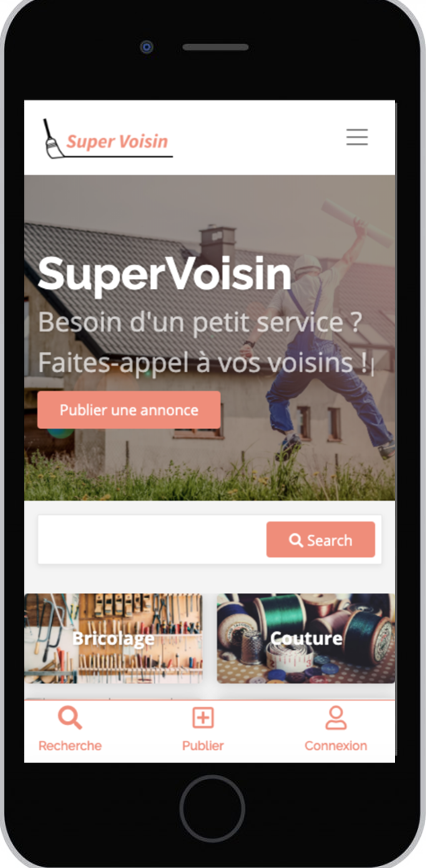 Super Voisin
SuperVoisin
Besoin d'un petit service ?
Faites-appel à vos voisins !|
Publier une annonce
Search
Bricolage
Couture
Recherche
Publier
Connexion